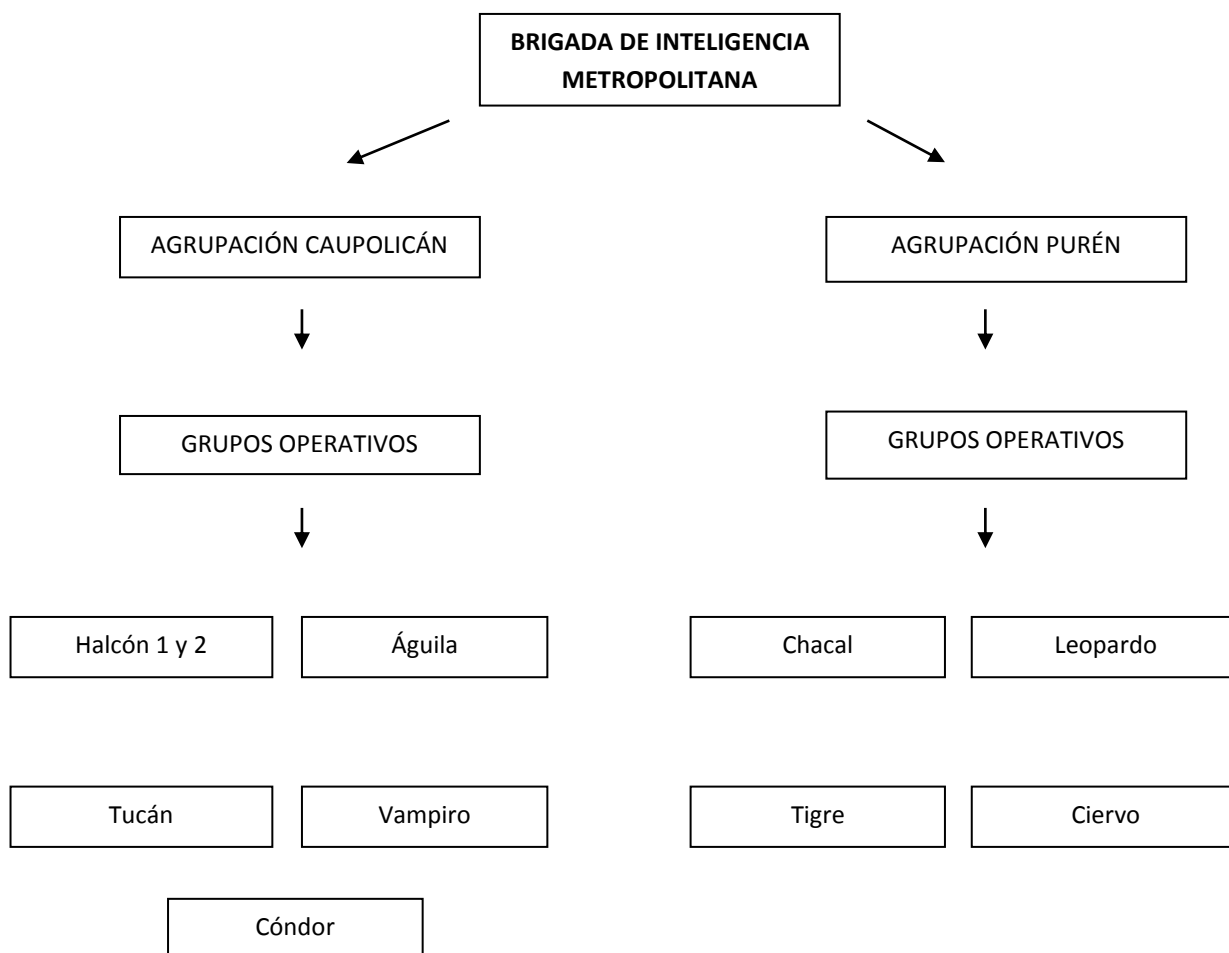 BRIGADA DE INTELIGENCIA
METROPOLITANA
AGRUPACIÓN CAUPOLICÁN
AGRUPACIÓN PURÉN
GRUPOS OPERATIVOS
GRUPOS OPERATIVOS
Halcón 1 y 2
Águila
Chacal
Leopardo
Tucán
Vampiro
Tigre
Ciervo
Cóndor